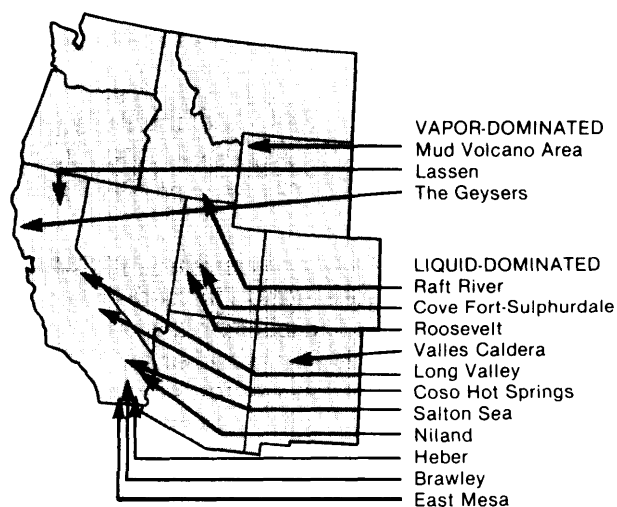 VAPOR-DOMINATED
Mud Volcano Area
Lassen
The Geysers
LIQUID-DOMINATED
Raft River
Cove Fort-Sulphurdale
Roosevelt
Valles Caldera
Long Valley
Coso Hot Springs
Salton Sea
Niland
Heber
Brawley
East Mesa